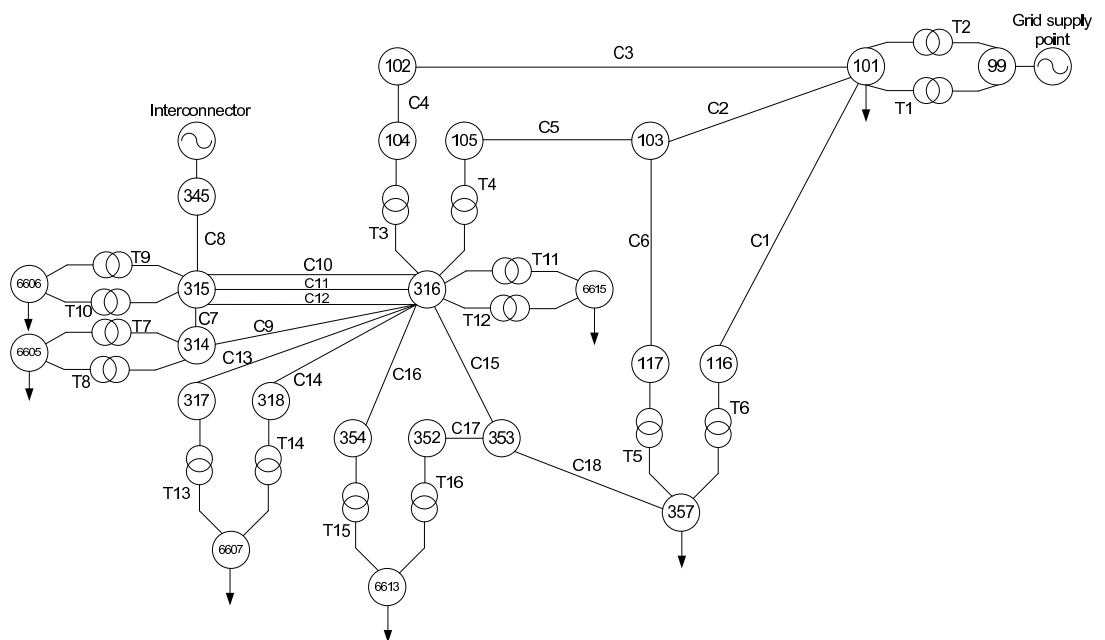 Grid supply
point
T2
C3
102
101
99
T1
Interconnector
C4
C2
C5
104
105
103
345
T4
T3
C6
C1
C8
T9
C10
T11
6606
315
C11
316
6615
T10
C12
T12
C7
T7
C9
6605
314
C13
T8
C15
C16
C14
117
116
317
318
T6
T5
354
352
C17
353
T14
C18
T13
T16
T15
357
6607
6613